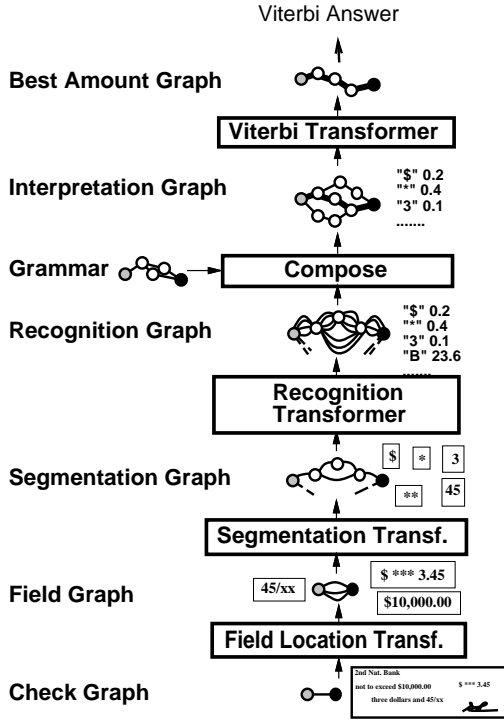 Viterbi Answer
Best Amount Graph
Viterbi Transformer
Interpretation Graph
"$" 0.2
"*" 0.4
"3" 0.1
.......
Grammar
Compose
Recognition Graph
"$" 0.2
"*" 0.4
"3" 0.1
"B" 23.6
.......
Recognition
Transformer
Segmentation Graph
$ * 3
** 45
Segmentation Transf.
Field Graph
45/xx
$ *** 3.45
$10,000.00
Field Location Transf.
Check Graph
2nd Nat. Bank
not to exceed $10,000.00 $ *** 3.45
three dollars and 45/xx